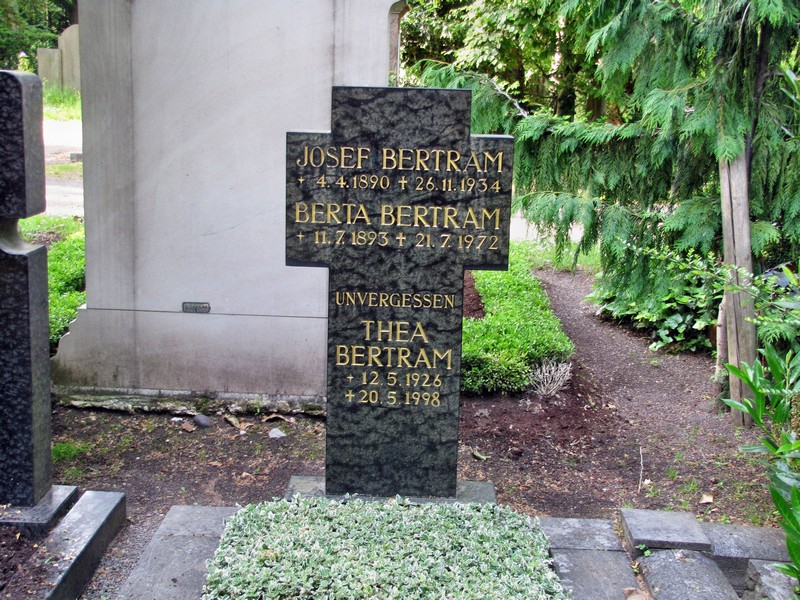 JOSEF BERTRAM
+ 4.4.1890 + 26.11.1934
BERTA BERTRAM
+ 11.7.1893 + 21.7.1972
UNVERGESSEN
THEA
BERTRAM
+ 12.5.1926
+ 20.5.1998